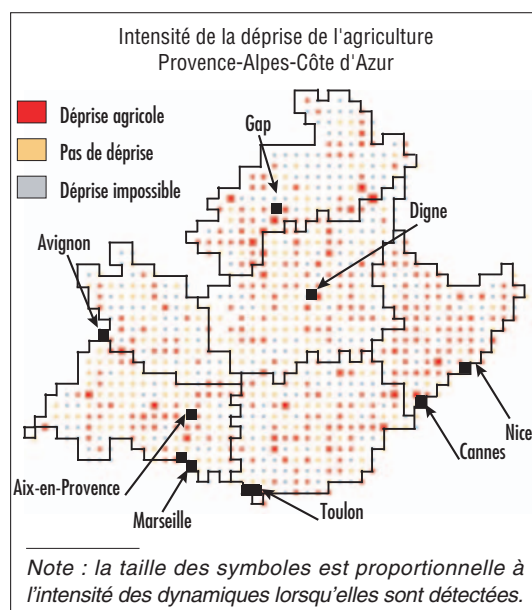 Intensité de la déprise de l'agriculture
Provence-Alpes-Côte d'Azur
Déprise agricole
Pas de déprise
Déprise impossible
Gap
Digne
Avignon
Nice
Cannes
Aix-en-Provence
Marseille
Toulon
Note : la taille des symboles est proportionnelle à
l'intensité des dynamiques lorsqu'elles sont détectées.